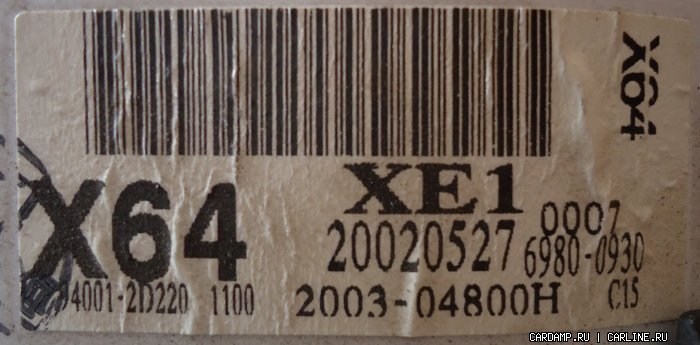 X64
XE1
X64
0007
20020527 6980-0930
94001-2D220 1100 2003-04800H C15
CARDAMP.RU | CARLINE.RU